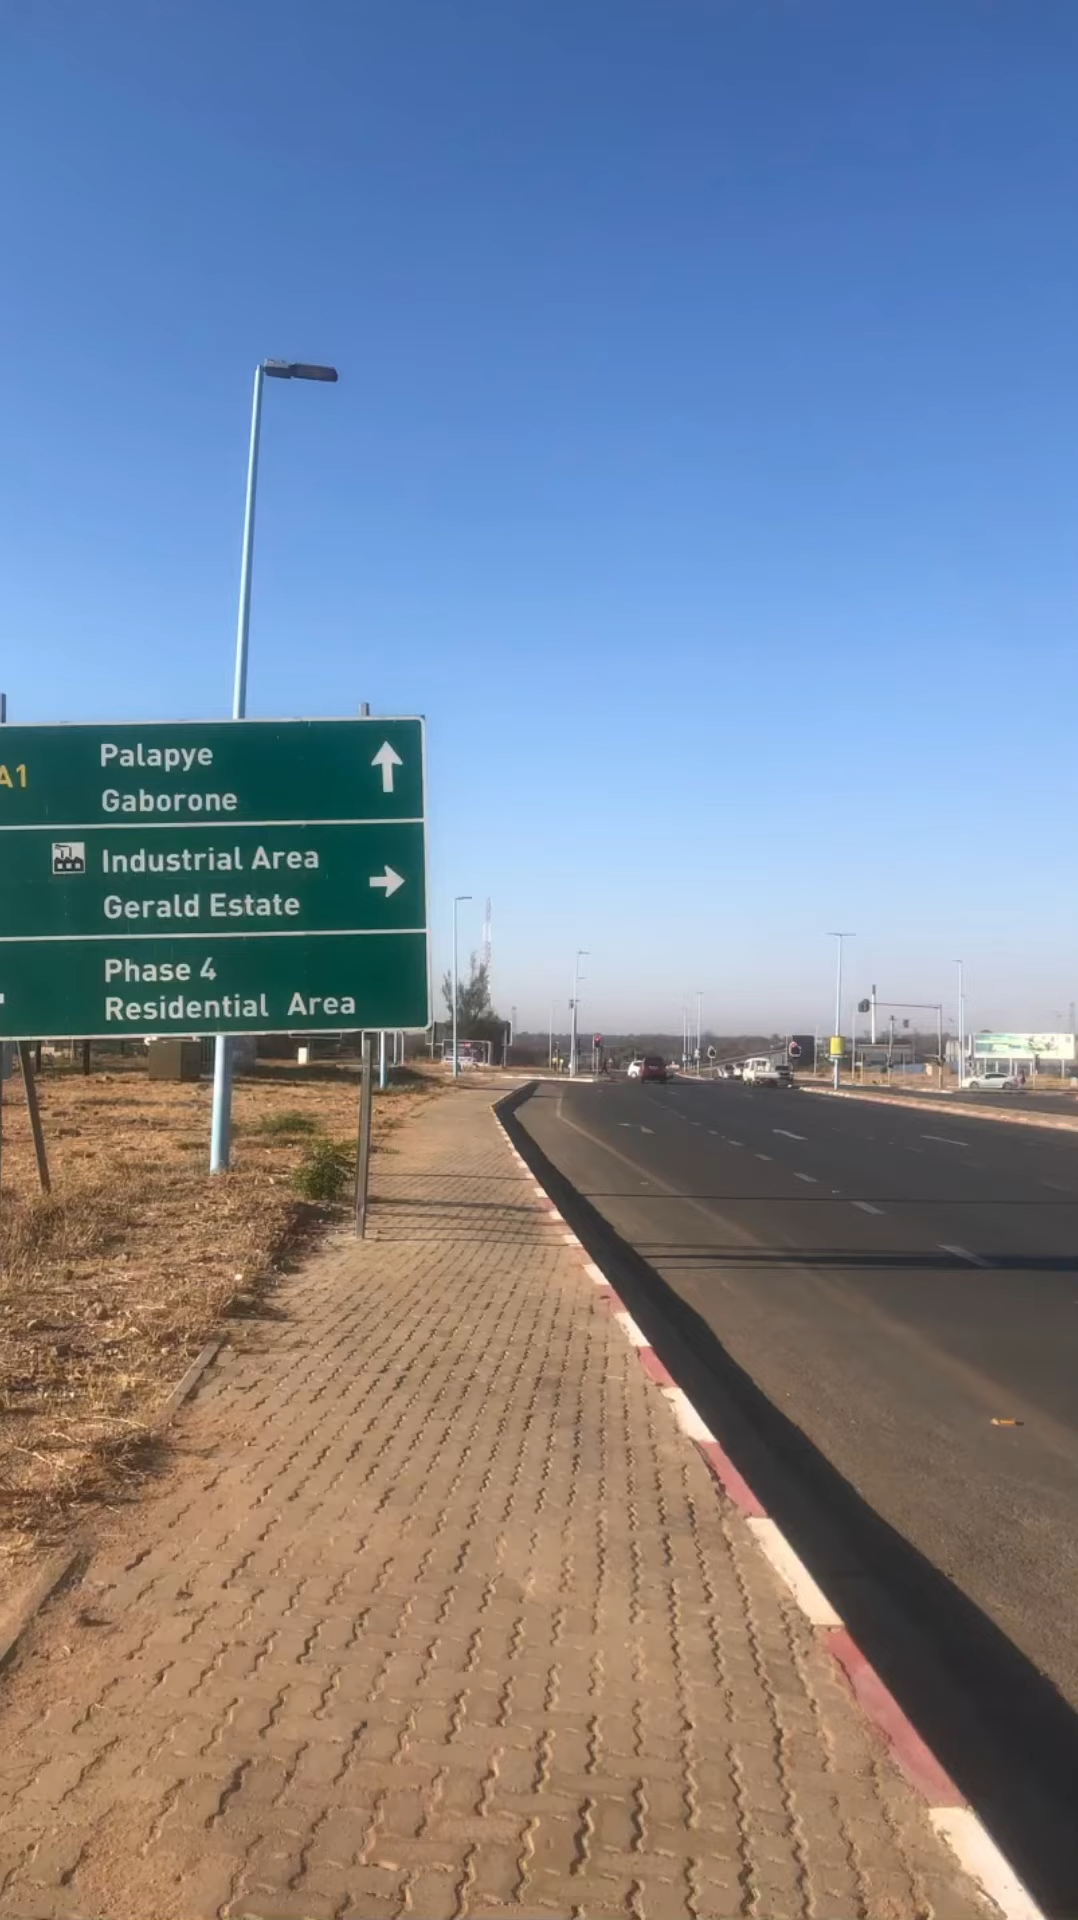 A1
Palapye
Gaborone
Industrial Area
Gerald Estate
Phase 4
Residential Area